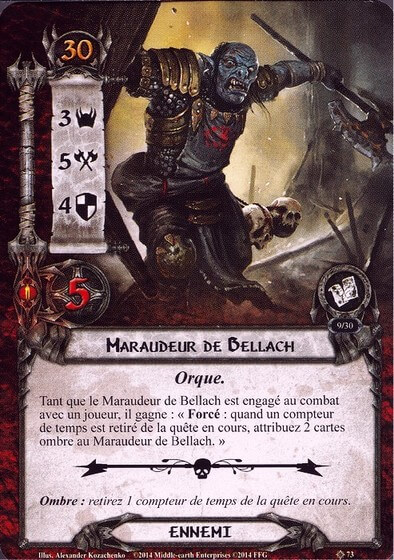 30
3
5
4
5
9/30
Maraudeur de Bellach
Orque.
Tant que le Maraudeur de Bellach est engagé au combat
avec un joueur, il gagne : « Forcé : quand un compteur
de temps est retiré de la quête en cours, attribuez 2 cartes
ombre au Maraudeur de Bellach. »
Ombre : retirez 1 compteur de temps de la quête en cours.
ENNEMI
Illus. Alexander Kozachenko ©2014 Middle-earth Enterprises ©2014 FFG 73